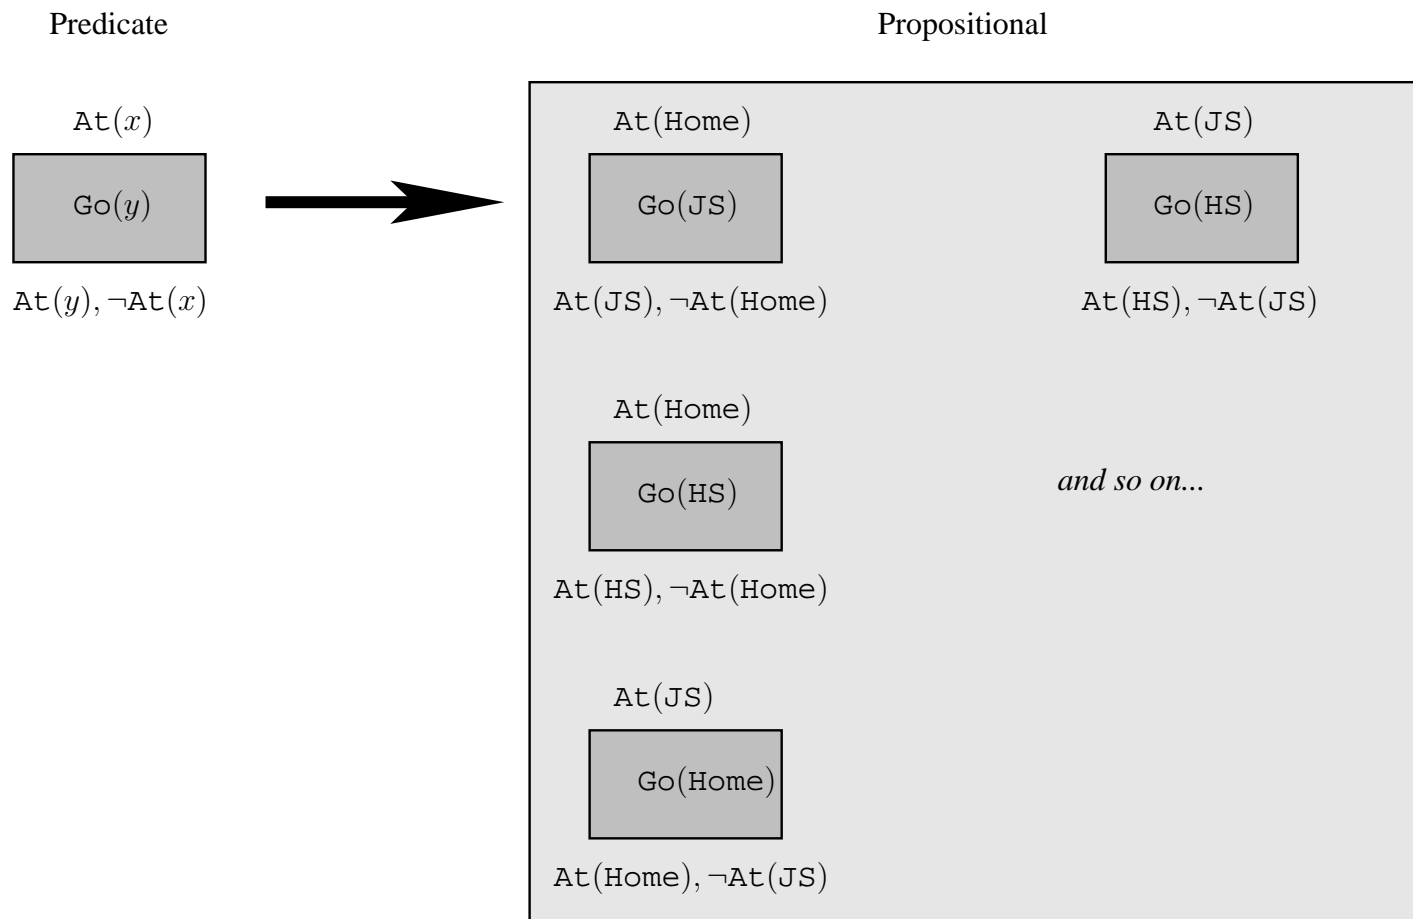 Predicate
Propositional
At(x)
Go(y)
At(y), ¬At(x)
At(Home)
Go(JS)
At(JS), ¬At(Home)
At(JS)
Go(HS)
At(HS), ¬At(JS)
At(Home)
Go(HS)
At(HS), ¬At(Home)
and so on...
At(JS)
Go(Home)
At(Home), ¬At(JS)